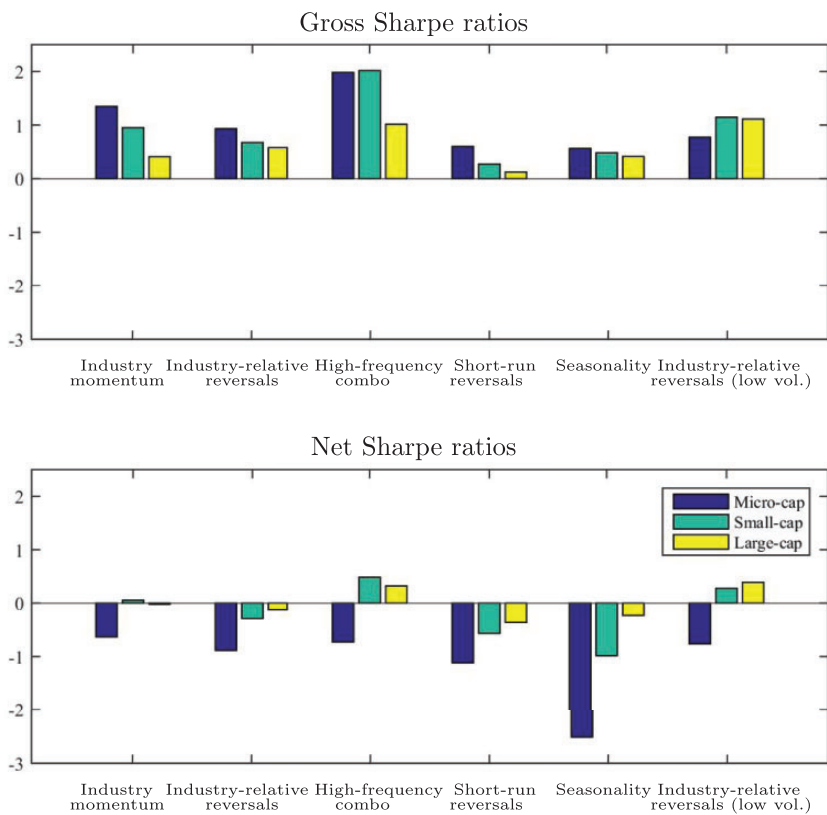 Gross Sharpe ratios
2
1
0
-1
-2
-3
Industry momentum
Industry-relative reversals
High-frequency combo
Short-run reversals
Seasonality
Industry-relative reversals (low vol.)
Net Sharpe ratios
Micro-cap
Small-cap
Large-cap
2
1
0
-1
-2
-3
Industry momentum
Industry-relative reversals
High-frequency combo
Short-run reversals
Seasonality
Industry-relative reversals (low vol.)